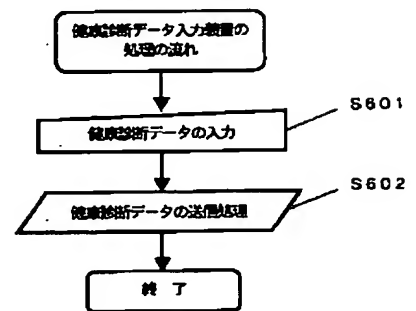 健康診断データ入力装置の
処理の流れ
S601
健康診断データの入力
S602
健康診断データの送信処理
終 了